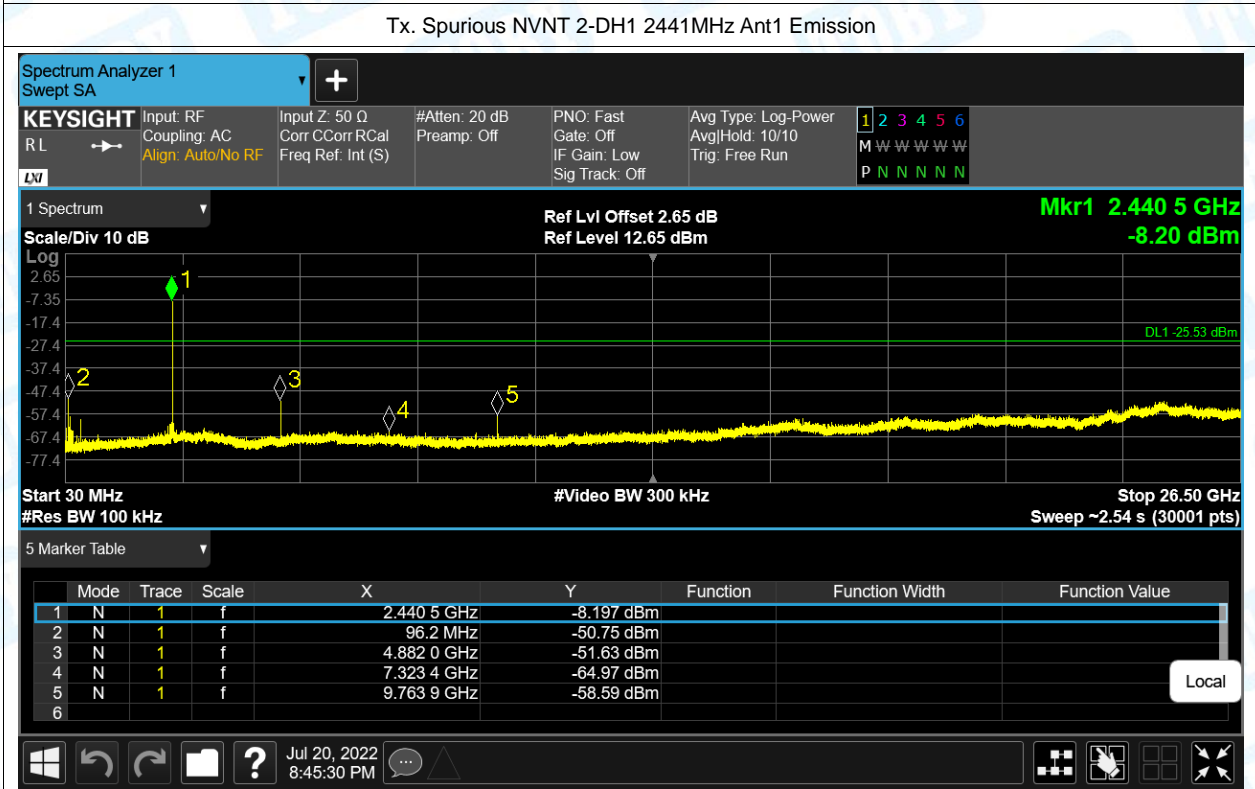 Tx. Spurious NVNT 2-DH1 2441MHz Ant1 Emission
Spectrum Analyzer 1
Swept SA
KEYSIGHT
R L
LXI
Input: RF
Coupling: AC
Align: Auto/No RF
Input Z: 50 Ω
Corr CCorr RCal
Freq Ref: Int (S)
#Atten: 20 dB
Preamp: Off
PNO: Fast
Gate: Off
IF Gain: Low
Sig Track: Off
Avg Type: Log-Power
Avg|Hold: 10/10
Trig: Free Run
1 2 3 4 5 6
M W W W W W
P N N N N N
1 Spectrum
Scale/Div 10 dB
Ref Lvl Offset 2.65 dB
Ref Level 12.65 dBm
Mkr1 2.440 5 GHz
-8.20 dBm
Log
2.65
-7.35
-17.4
-27.4
-37.4
-47.4
-57.4
-67.4
-77.4
1
2
3
4
5
DL1 -25.53 dBm
Start 30 MHz
#Video BW 300 kHz
Stop 26.50 GHz
#Res BW 100 kHz
Sweep ~2.54 s (30001 pts)
5 Marker Table
Mode Trace Scale X Y Function Function Width Function Value
1 N 1 f 2.440 5 GHz -8.197 dBm
2 N 1 f 96.2 MHz -50.75 dBm
3 N 1 f 4.882 0 GHz -51.63 dBm
4 N 1 f 7.323 4 GHz -64.97 dBm
5 N 1 f 9.763 9 GHz -58.59 dBm
6
Local
?
Jul 20, 2022
8:45:30 PM